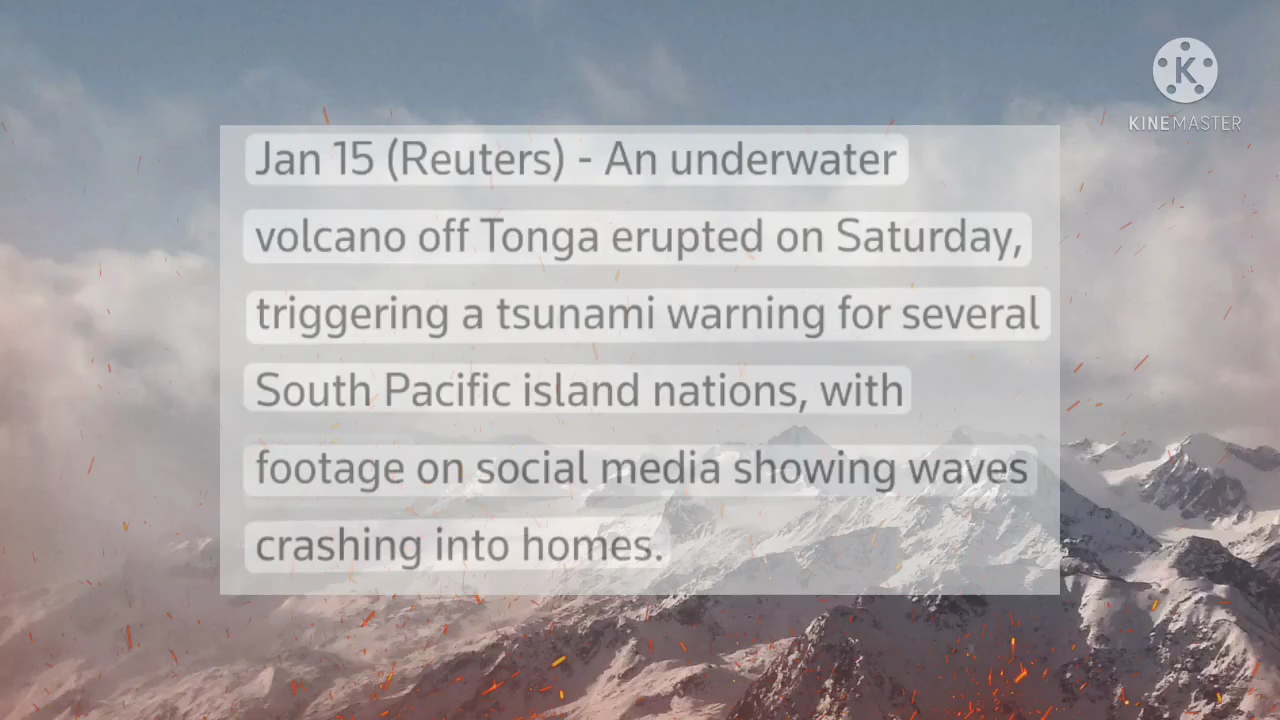 K
KINEMASTER
Jan 15 (Reuters) - An underwater
volcano off Tonga erupted on Saturday,
triggering a tsunami warning for several
South Pacific island nations, with
footage on social media showing waves
crashing into homes.